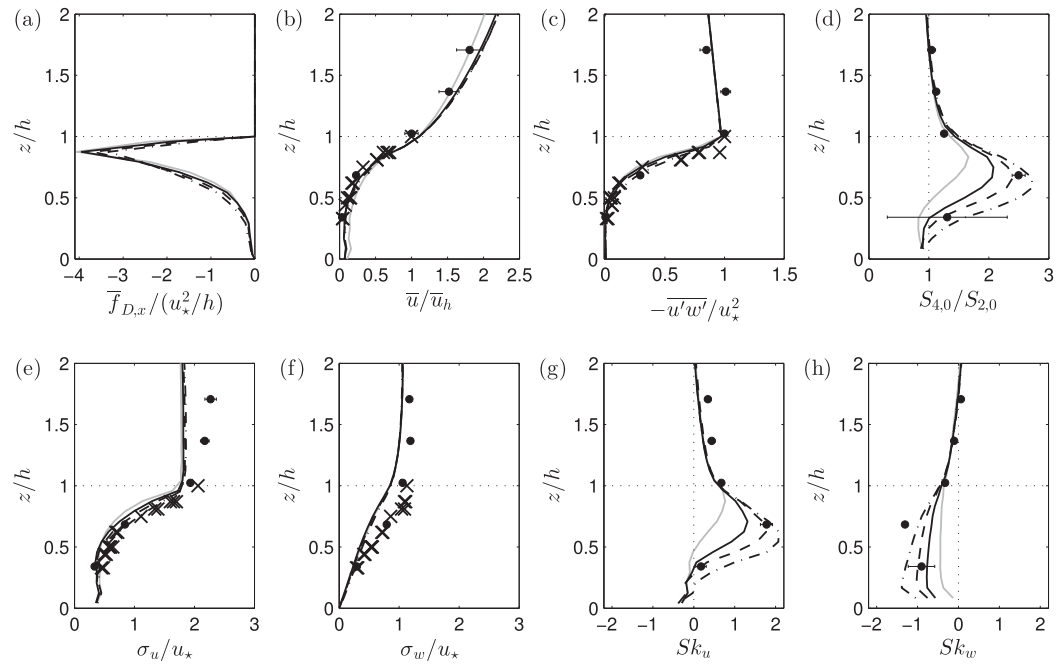 (a)
2
1.5
1
0.5
0
z/h
−4 −3 −2 −1 0
f̅_{D,x}/(u_⋆^2/h)
(b)
2
1.5
1
0.5
0
z/h
0 0.5 1 1.5 2 2.5
u̅/u̅_h
(c)
2
1.5
1
0.5
0
z/h
0 0.5 1 1.5
−\overline{u′w′}/u_⋆^2
(d)
2
1.5
1
0.5
0
z/h
0 1 2 3
S_{4,0}/S_{2,0}
(e)
2
1.5
1
0.5
0
z/h
0 1 2 3
σ_u/u_⋆
(f)
2
1.5
1
0.5
0
z/h
0 1 2 3
σ_w/u_⋆
(g)
2
1.5
1
0.5
0
z/h
−2 −1 0 1 2
Sk_u
(h)
2
1.5
1
0.5
0
z/h
−2 −1 0 1 2
Sk_w